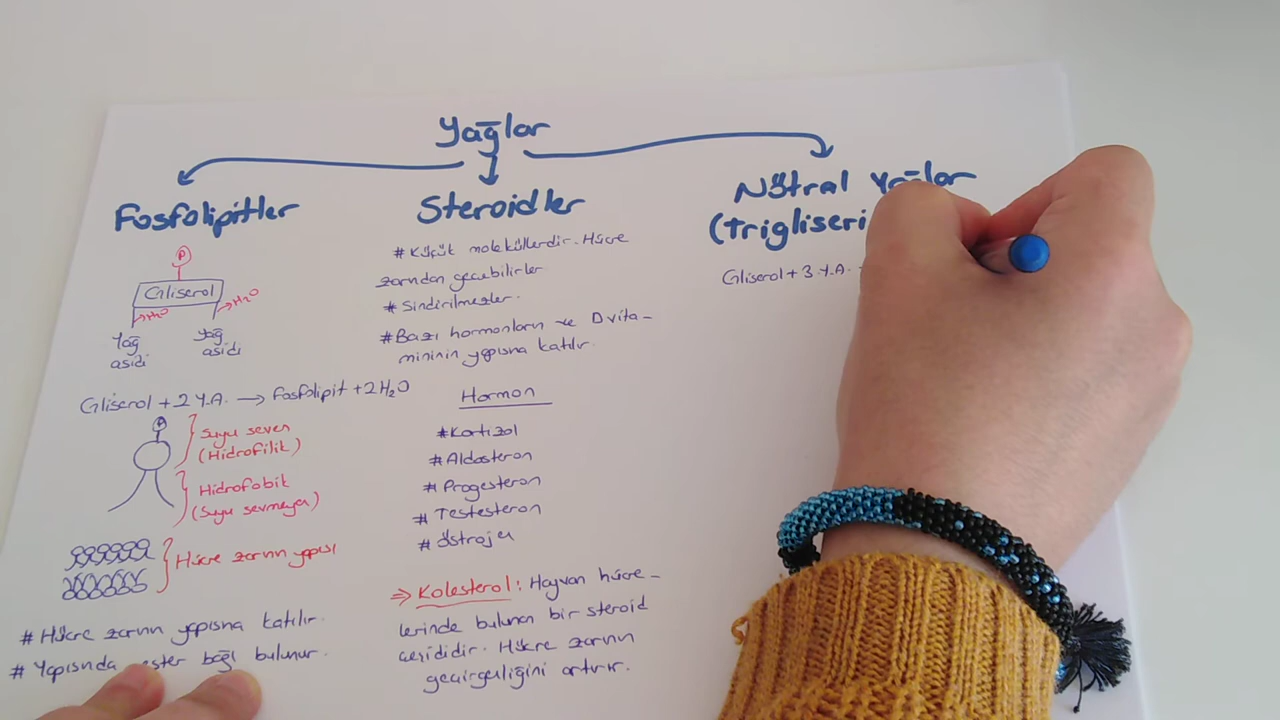 Yağlar
Fosfolipitler
P
Gliserol
H₂O
H₂O
Yağ
asidi
Yağ
asidi
Gliserol + 2 Y.A. → Fosfolipit + 2H₂O
P
Suyu seven
(Hidrofilik)
Hidrofobik
(Suyu sevmeyen)
Hücre zarının yapısı
# Hücre zarının yapısına katılır.
# Yapısında ester bağı bulunur.
Steroidler
# Küçük moleküllerdir. Hücre
zarından geçebilirler
# Sindirilmezler.
# Bazı hormonların ve D vita-
mininin yapısına katılır.
Hormon
# Kortizol
# Aldosteron
# Progesteron
# Testesteron
# Östrojen
⇒ Kolesterol: Hayvan hücre-
lerinde bulunan bir steroid
çeşididir. Hücre zarının
geçirgenliğini artırır.
Nötral Yağlar
(trigliseri
Gliserol + 3 Y.A.